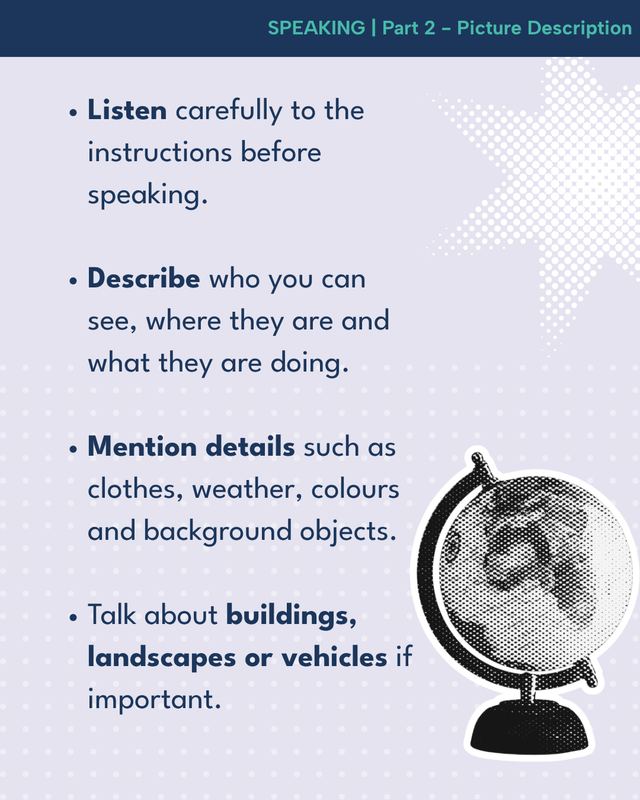 SPEAKING | Part 2 – Picture Description
• Listen carefully to the
instructions before
speaking.
• Describe who you can
see, where they are and
what they are doing.
• Mention details such as
clothes, weather, colours
and background objects.
• Talk about buildings,
landscapes or vehicles if
important.